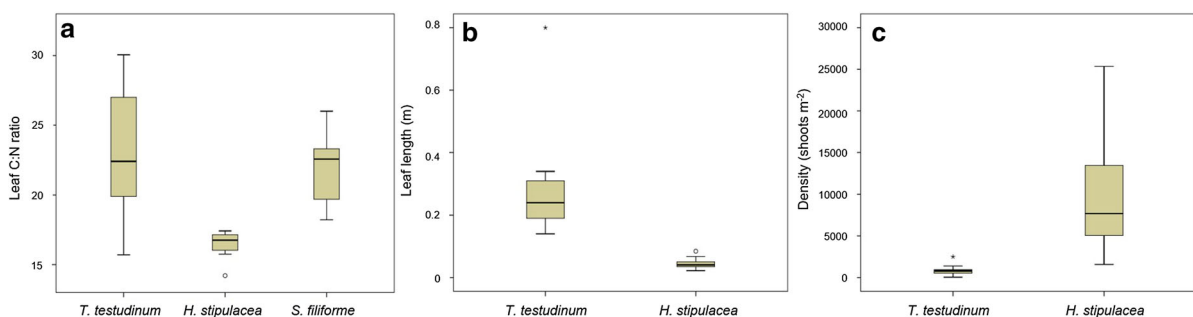 a
Leaf C:N ratio
30
25
20
15
T. testudinum H. stipulacea S. filiforme
b
Leaf length (m)
0.8
0.6
0.4
0.2
0
T. testudinum H. stipulacea
c
Density (shoots m-2)
30000
25000
20000
15000
10000
5000
0
T. testudinum H. stipulacea